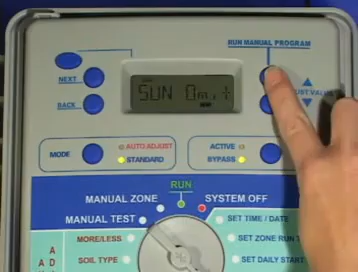 RUN MANUAL PROGRAM
NEXT
BACK
SUN 0
MODE
AUTO ADJUST
STANDARD
ACTIVE
BYPASS
RUN
MANUAL ZONE
SYSTEM OFF
MANUAL TEST
SET TIME / DATE
MORE/LESS
SET ZONE RUN T
SOIL TYPE
SET DAILY START